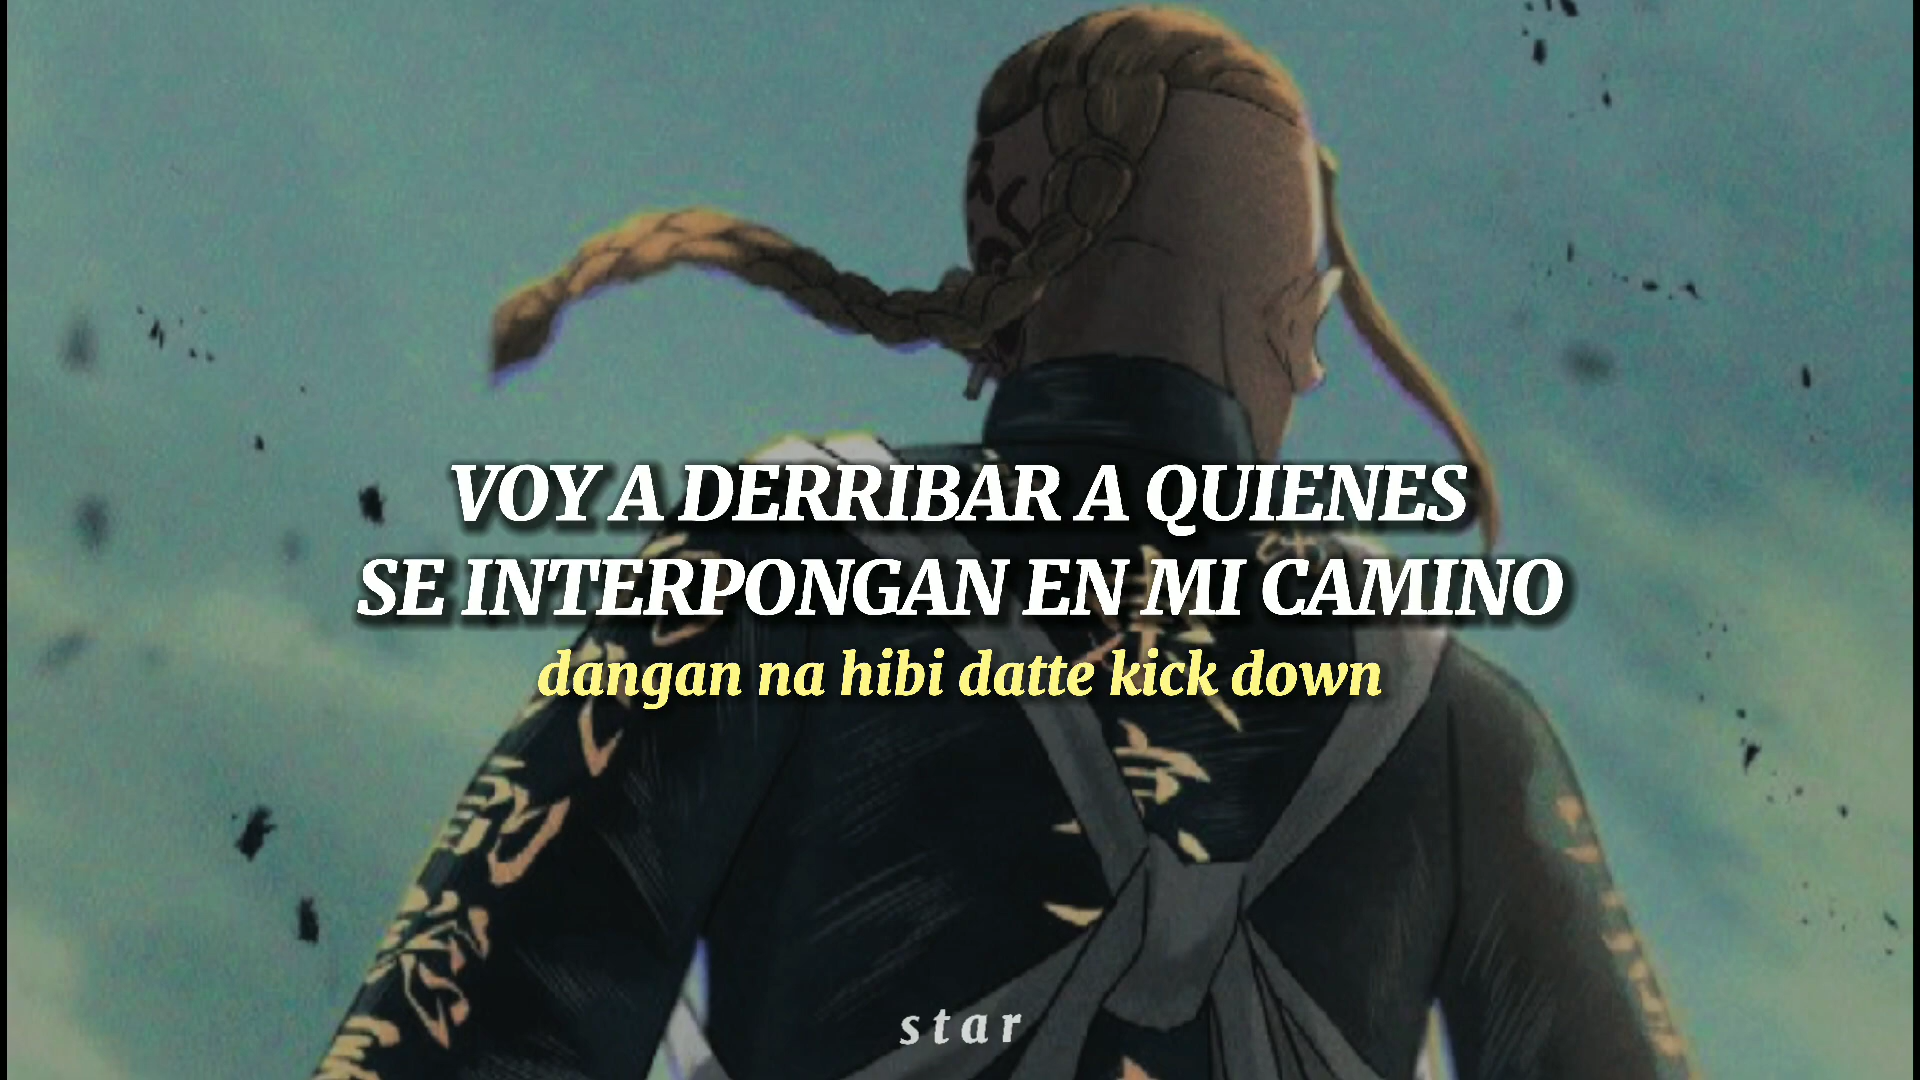 VOY A DERRIBAR A QUIENES
SE INTERPONGAN EN MI CAMINO
dangan na hibi datte kick down
star